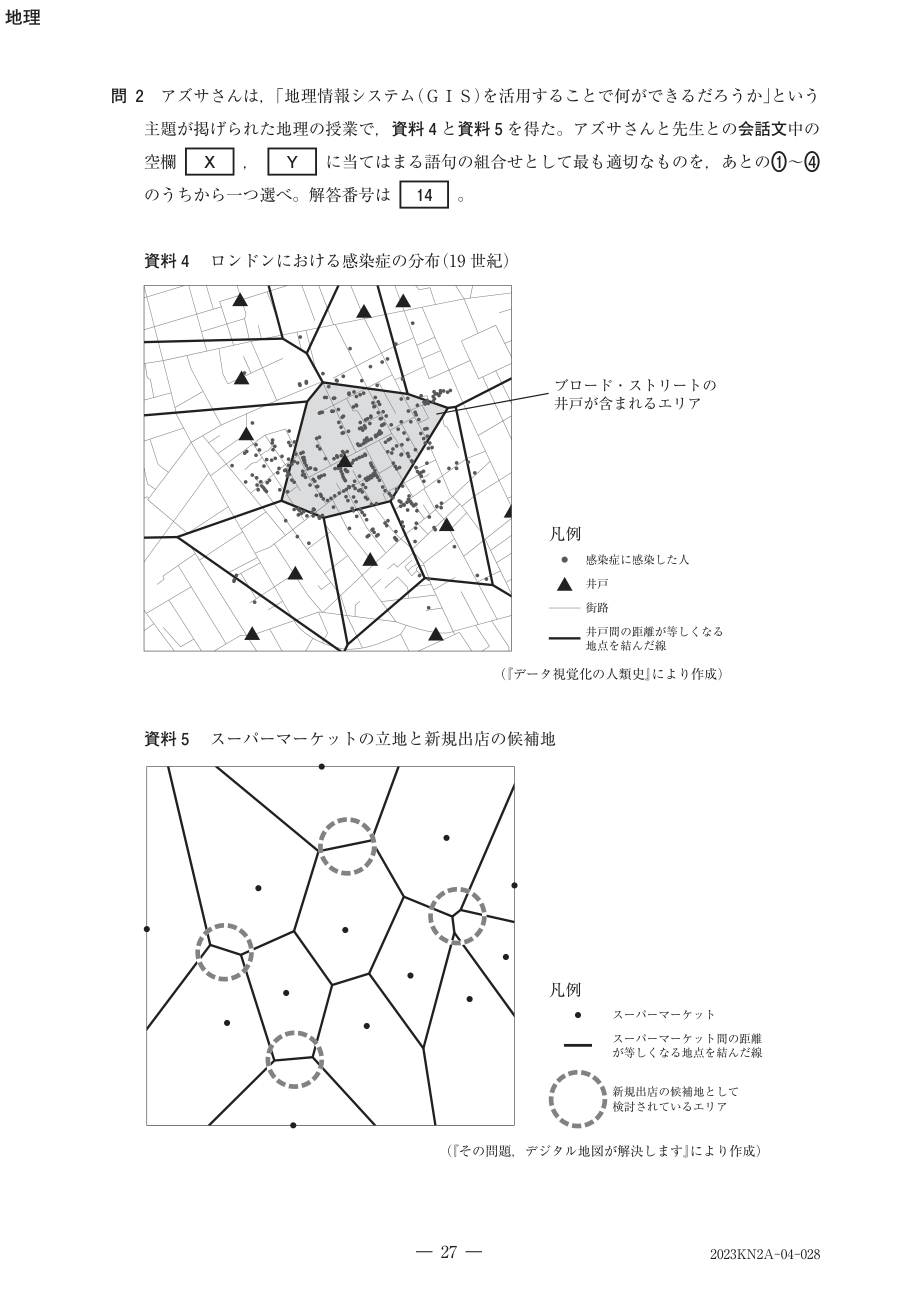 地理
問 2 アズサさんは，「地理情報システム（ＧＩＳ）を活用することで何ができるだろうか」という
主題が掲げられた地理の授業で，資料 4 と資料 5 を得た。アズサさんと先生との会話文中の
空欄 X ， Y に当てはまる語句の組合せとして最も適切なものを，あとの①～④
のうちから一つ選べ。解答番号は 14 。
資料 4 ロンドンにおける感染症の分布（19 世紀）
ブロード・ストリートの
井戸が含まれるエリア
凡例
感染症に感染した人
井戸
街路
井戸間の距離が等しくなる
地点を結んだ線
（『データ視覚化の人類史』により作成）
資料 5 スーパーマーケットの立地と新規出店の候補地
凡例
スーパーマーケット
スーパーマーケット間の距離
が等しくなる地点を結んだ線
新規出店の候補地として
検討されているエリア
（『その問題，デジタル地図が解決します』により作成）
― 27 ―
2023KN2A-04-028